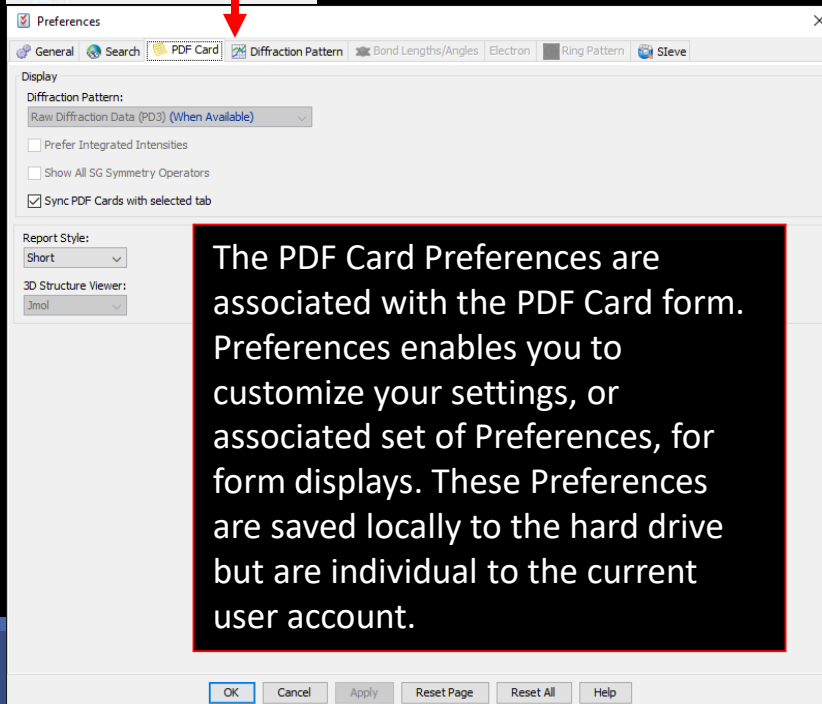 Preferences
General Search PDF Card Diffraction Pattern Bond Lengths/Angles Electron Ring Pattern SIeve
Display
Diffraction Pattern:
Raw Diffraction Data (PD3) (When Available)
Prefer Integrated Intensities
Show All SG Symmetry Operators
Sync PDF Cards with selected tab
Report Style:
Short
3D Structure Viewer:
Jmol
The PDF Card Preferences are
associated with the PDF Card form.
Preferences enables you to
customize your settings, or
associated set of Preferences, for
form displays. These Preferences
are saved locally to the hard drive
but are individual to the current
user account.
OK Cancel Apply Reset Page Reset All Help